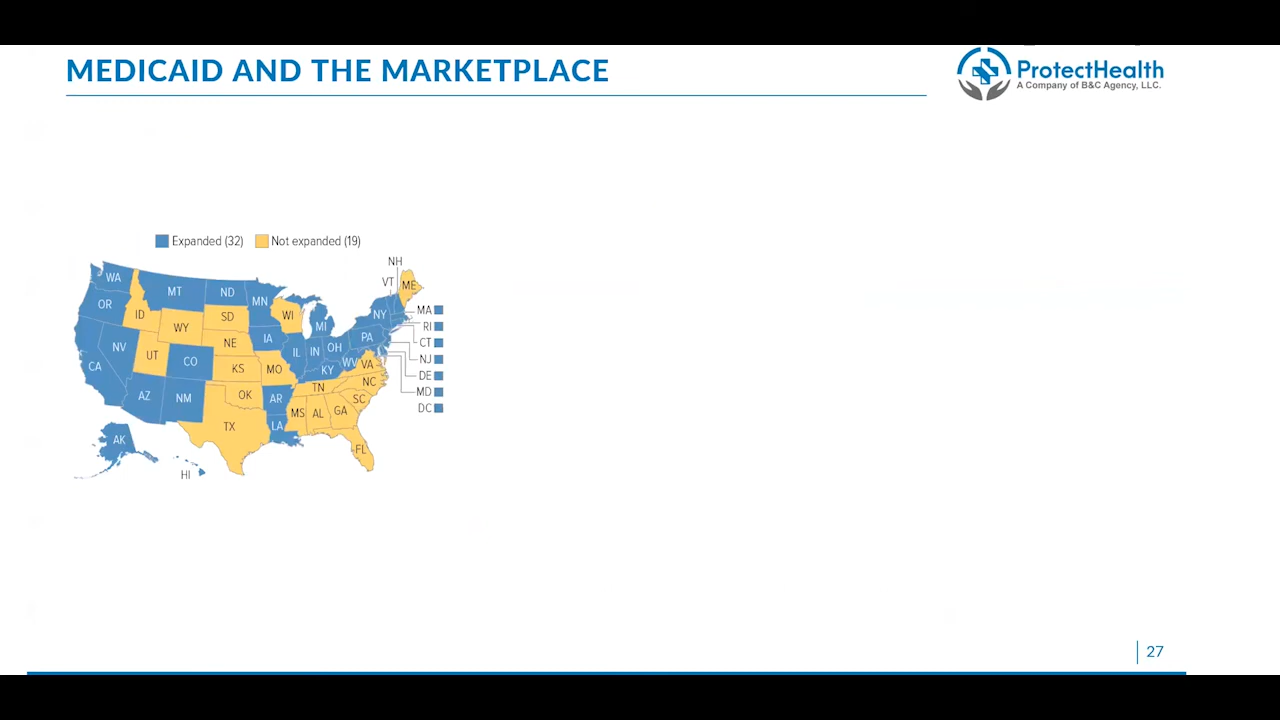 MEDICAID AND THE MARKETPLACE
ProtectHealth
A Company of B&C Agency, LLC.
Expanded (32) Not expanded (19)
NH
VT
ME
WA
MT
ND
MN
OR
ID
WY
SD
WI
MI
NY
MA
RI
CT
NJ
DE
MD
DC
NV
UT
CO
NE
IA
IL
IN
OH
PA
CA
KS
MO
KY
WV
VA
AZ
NM
OK
AR
TN
NC
SC
TX
LA
MS
AL
GA
FL
AK
HI
27